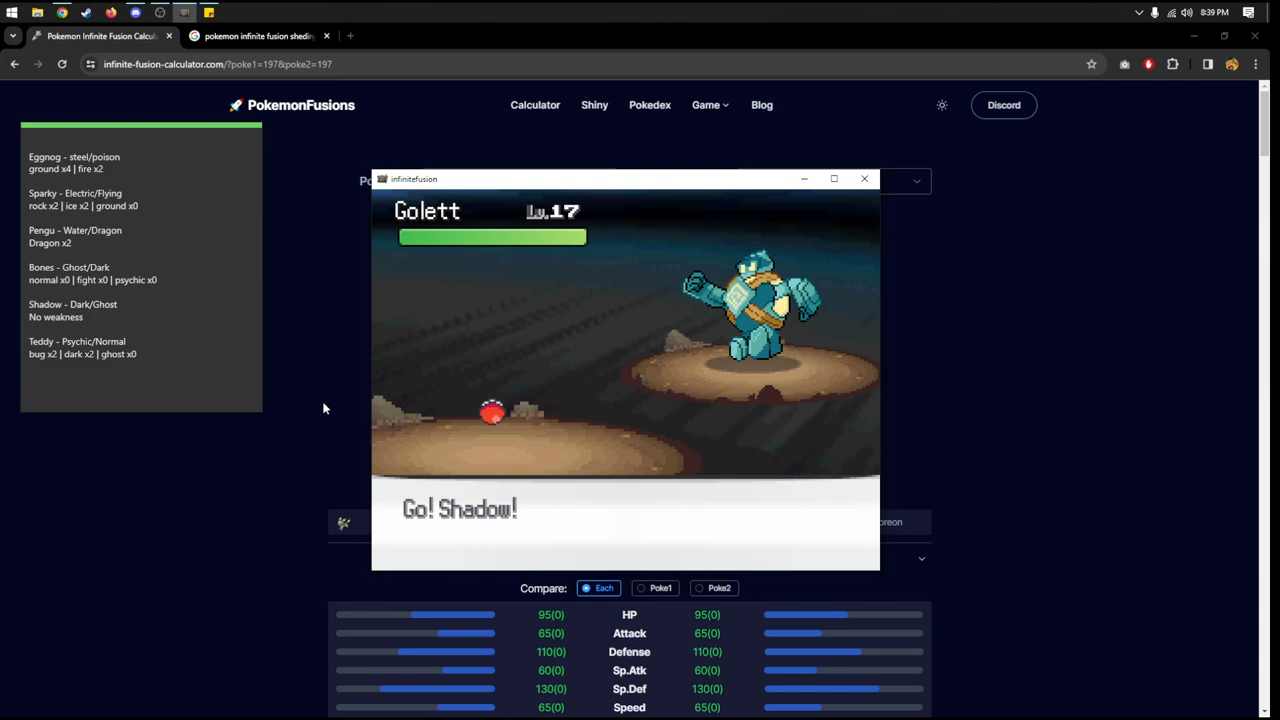 8:39 PM
Pokemon Infinite Fusion Calcul
pokemon infinite fusion sheding
infinite-fusion-calculator.com/?poke1=197&poke2=197
PokemonFusions
Calculator Shiny Pokedex Game Blog
Discord
Eggnog - steel/poison
ground x4 | fire x2
Sparky - Electric/Flying
rock x2 | ice x2 | ground x0
Pengu - Water/Dragon
Dragon x2
Bones - Ghost/Dark
normal x0 | fight x0 | psychic x0
Shadow - Dark/Ghost
No weakness
Teddy - Psychic/Normal
bug x2 | dark x2 | ghost x0
Po
infinitefusion
Golett Lv.17
Go! Shadow!
reon
Compare: Each Poke1 Poke2
95(0) HP 95(0)
65(0) Attack 65(0)
110(0) Defense 110(0)
60(0) Sp.Atk 60(0)
130(0) Sp.Def 130(0)
65(0) Speed 65(0)